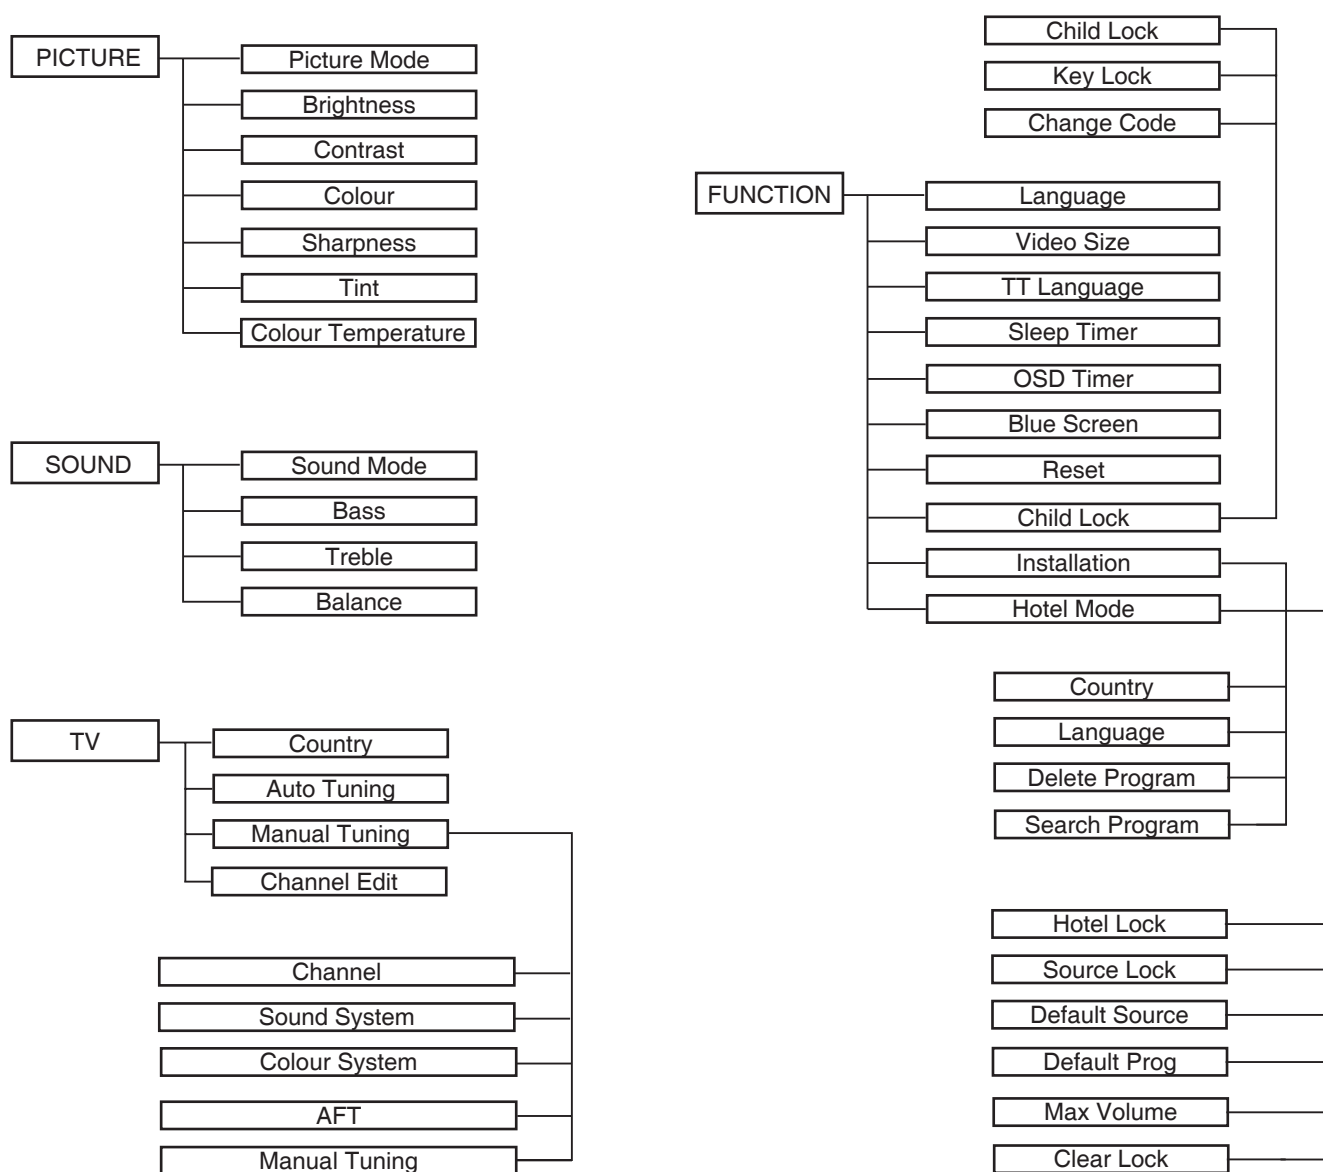 PICTURE
Picture Mode
Brightness
Contrast
Colour
Sharpness
Tint
Colour Temperature
SOUND
Sound Mode
Bass
Treble
Balance
TV
Country
Auto Tuning
Manual Tuning
Channel Edit
Channel
Sound System
Colour System
AFT
Manual Tuning
Child Lock
Key Lock
Change Code
FUNCTION
Language
Video Size
TT Language
Sleep Timer
OSD Timer
Blue Screen
Reset
Child Lock
Installation
Hotel Mode
Country
Language
Delete Program
Search Program
Hotel Lock
Source Lock
Default Source
Default Prog
Max Volume
Clear Lock